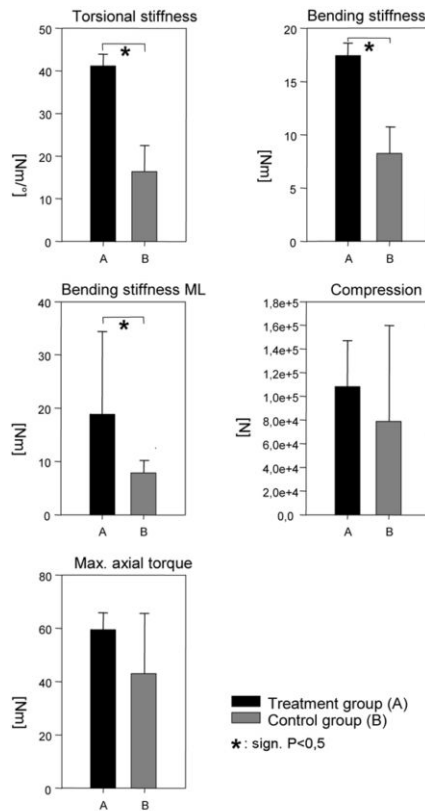 Torsional stiffness
50
40
30
20
10
0
[Nm/°]
*
A
B
Bending stiffness
20
15
10
5
0
[Nm]
*
A
B
Bending stiffness ML
40
30
20
10
0
[Nm]
*
A
B
Compression
1,8e+5
1,6e+5
1,4e+5
1,2e+5
1,0e+5
8,0e+4
6,0e+4
4,0e+4
2,0e+4
0,0
[N]
A
B
Max. axial torque
80
60
40
20
0
[Nm]
A
B
Treatment group (A)
Control group (B)
* : sign. P<0,5